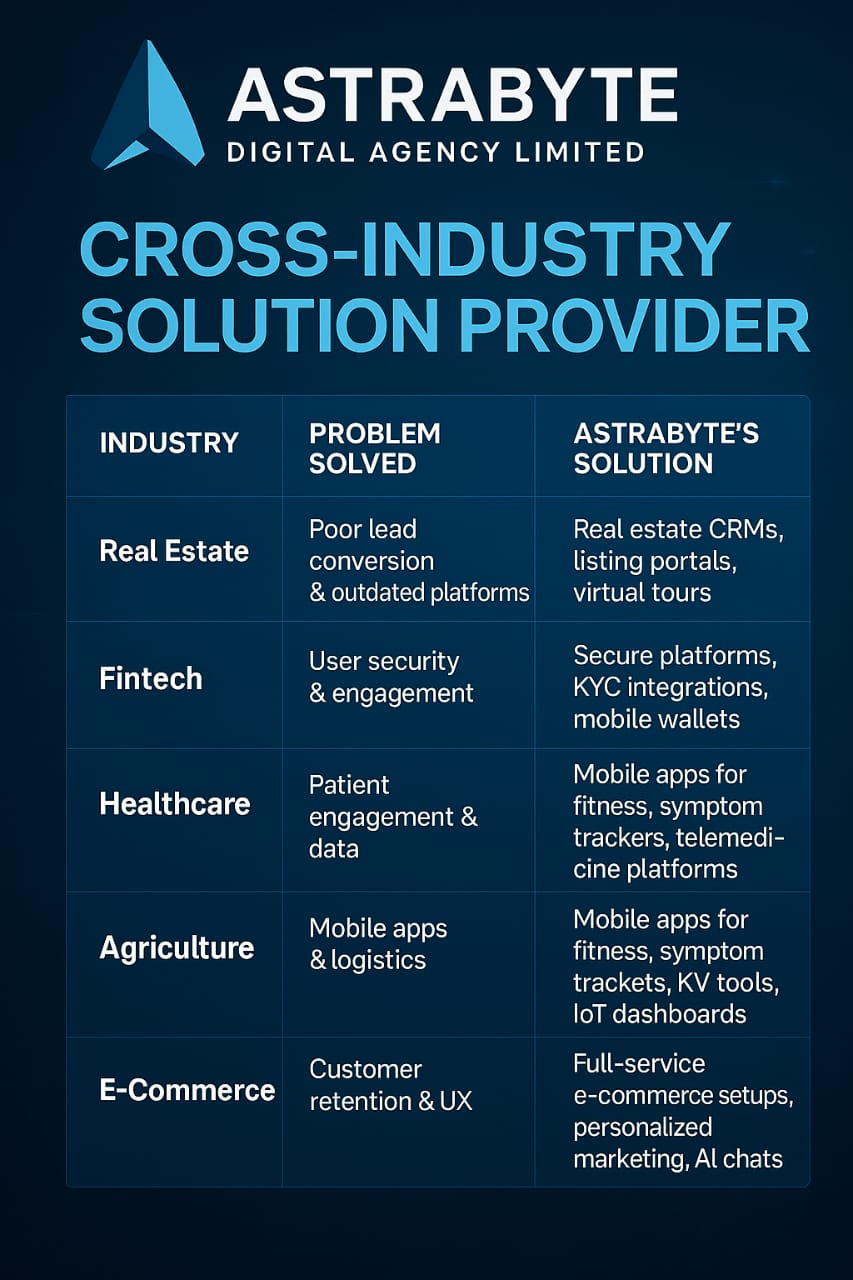 ASTRABYTE
DIGITAL AGENCY LIMITED
CROSS-INDUSTRY
SOLUTION PROVIDER
INDUSTRY
PROBLEM
SOLVED
ASTRABYTE'S
SOLUTION
Real Estate
Poor lead
conversion
& outdated platforms
Real estate CRMs,
listing portals,
virtual tours
Fintech
User security
& engagement
Secure platforms,
KYC integrations,
mobile wallets
Healthcare
Patient
engagement &
data
Mobile apps for
fitness, symptom
trackers, telemedi-
cine platforms
Agriculture
Mobile apps
& logistics
Mobile apps for
fitness, symptom
trackets, KV tools,
IoT dashboards
E-Commerce
Customer
retention & UX
Full-service
e-commerce setups,
personalized
marketing, AI chats